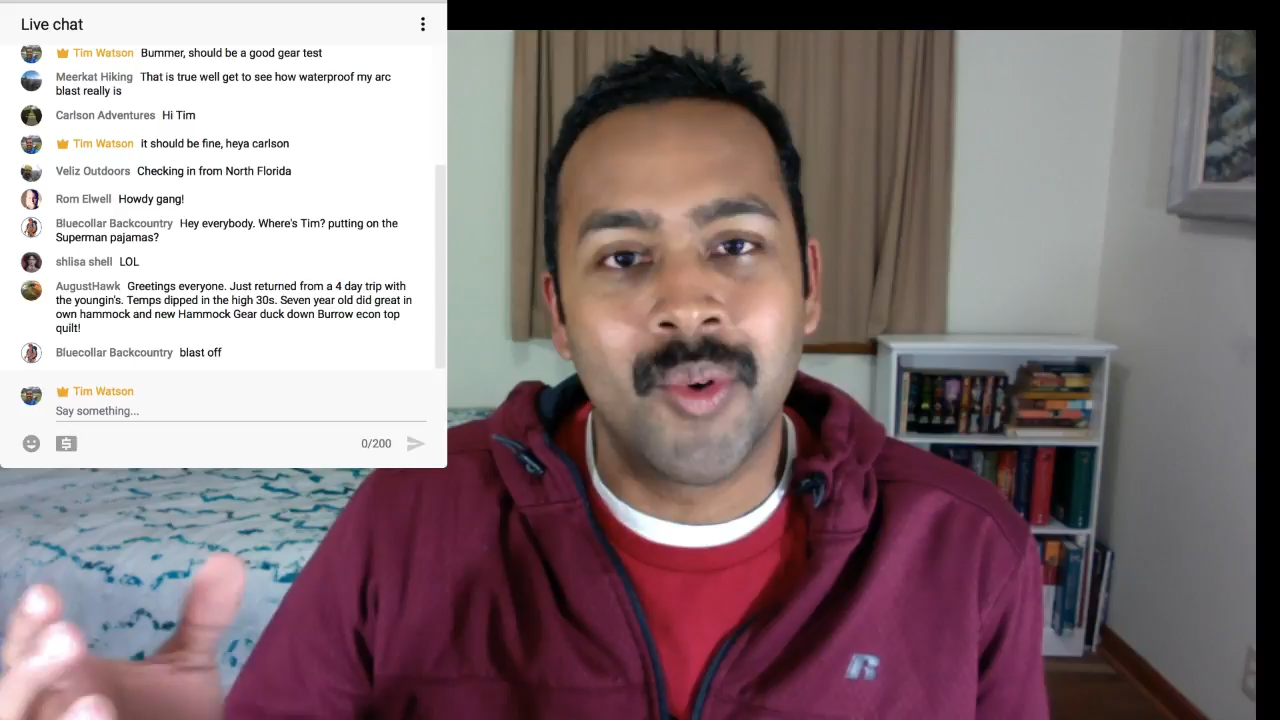 Live chat
Tim Watson Bummer, should be a good gear test
Meerkat Hiking That is true well get to see how waterproof my arc
blast really is
Carlson Adventures Hi Tim
Tim Watson it should be fine, heya carlson
Veliz Outdoors Checking in from North Florida
Rom Elwell Howdy gang!
Bluecollar Backcountry Hey everybody. Where's Tim? putting on the
Superman pajamas?
shlisa shell LOL
AugustHawk Greetings everyone. Just returned from a 4 day trip with
the youngin's. Temps dipped in the high 30s. Seven year old did great in
own hammock and new Hammock Gear duck down Burrow econ top
quilt!
Bluecollar Backcountry blast off
Tim Watson
Say something...
0/200